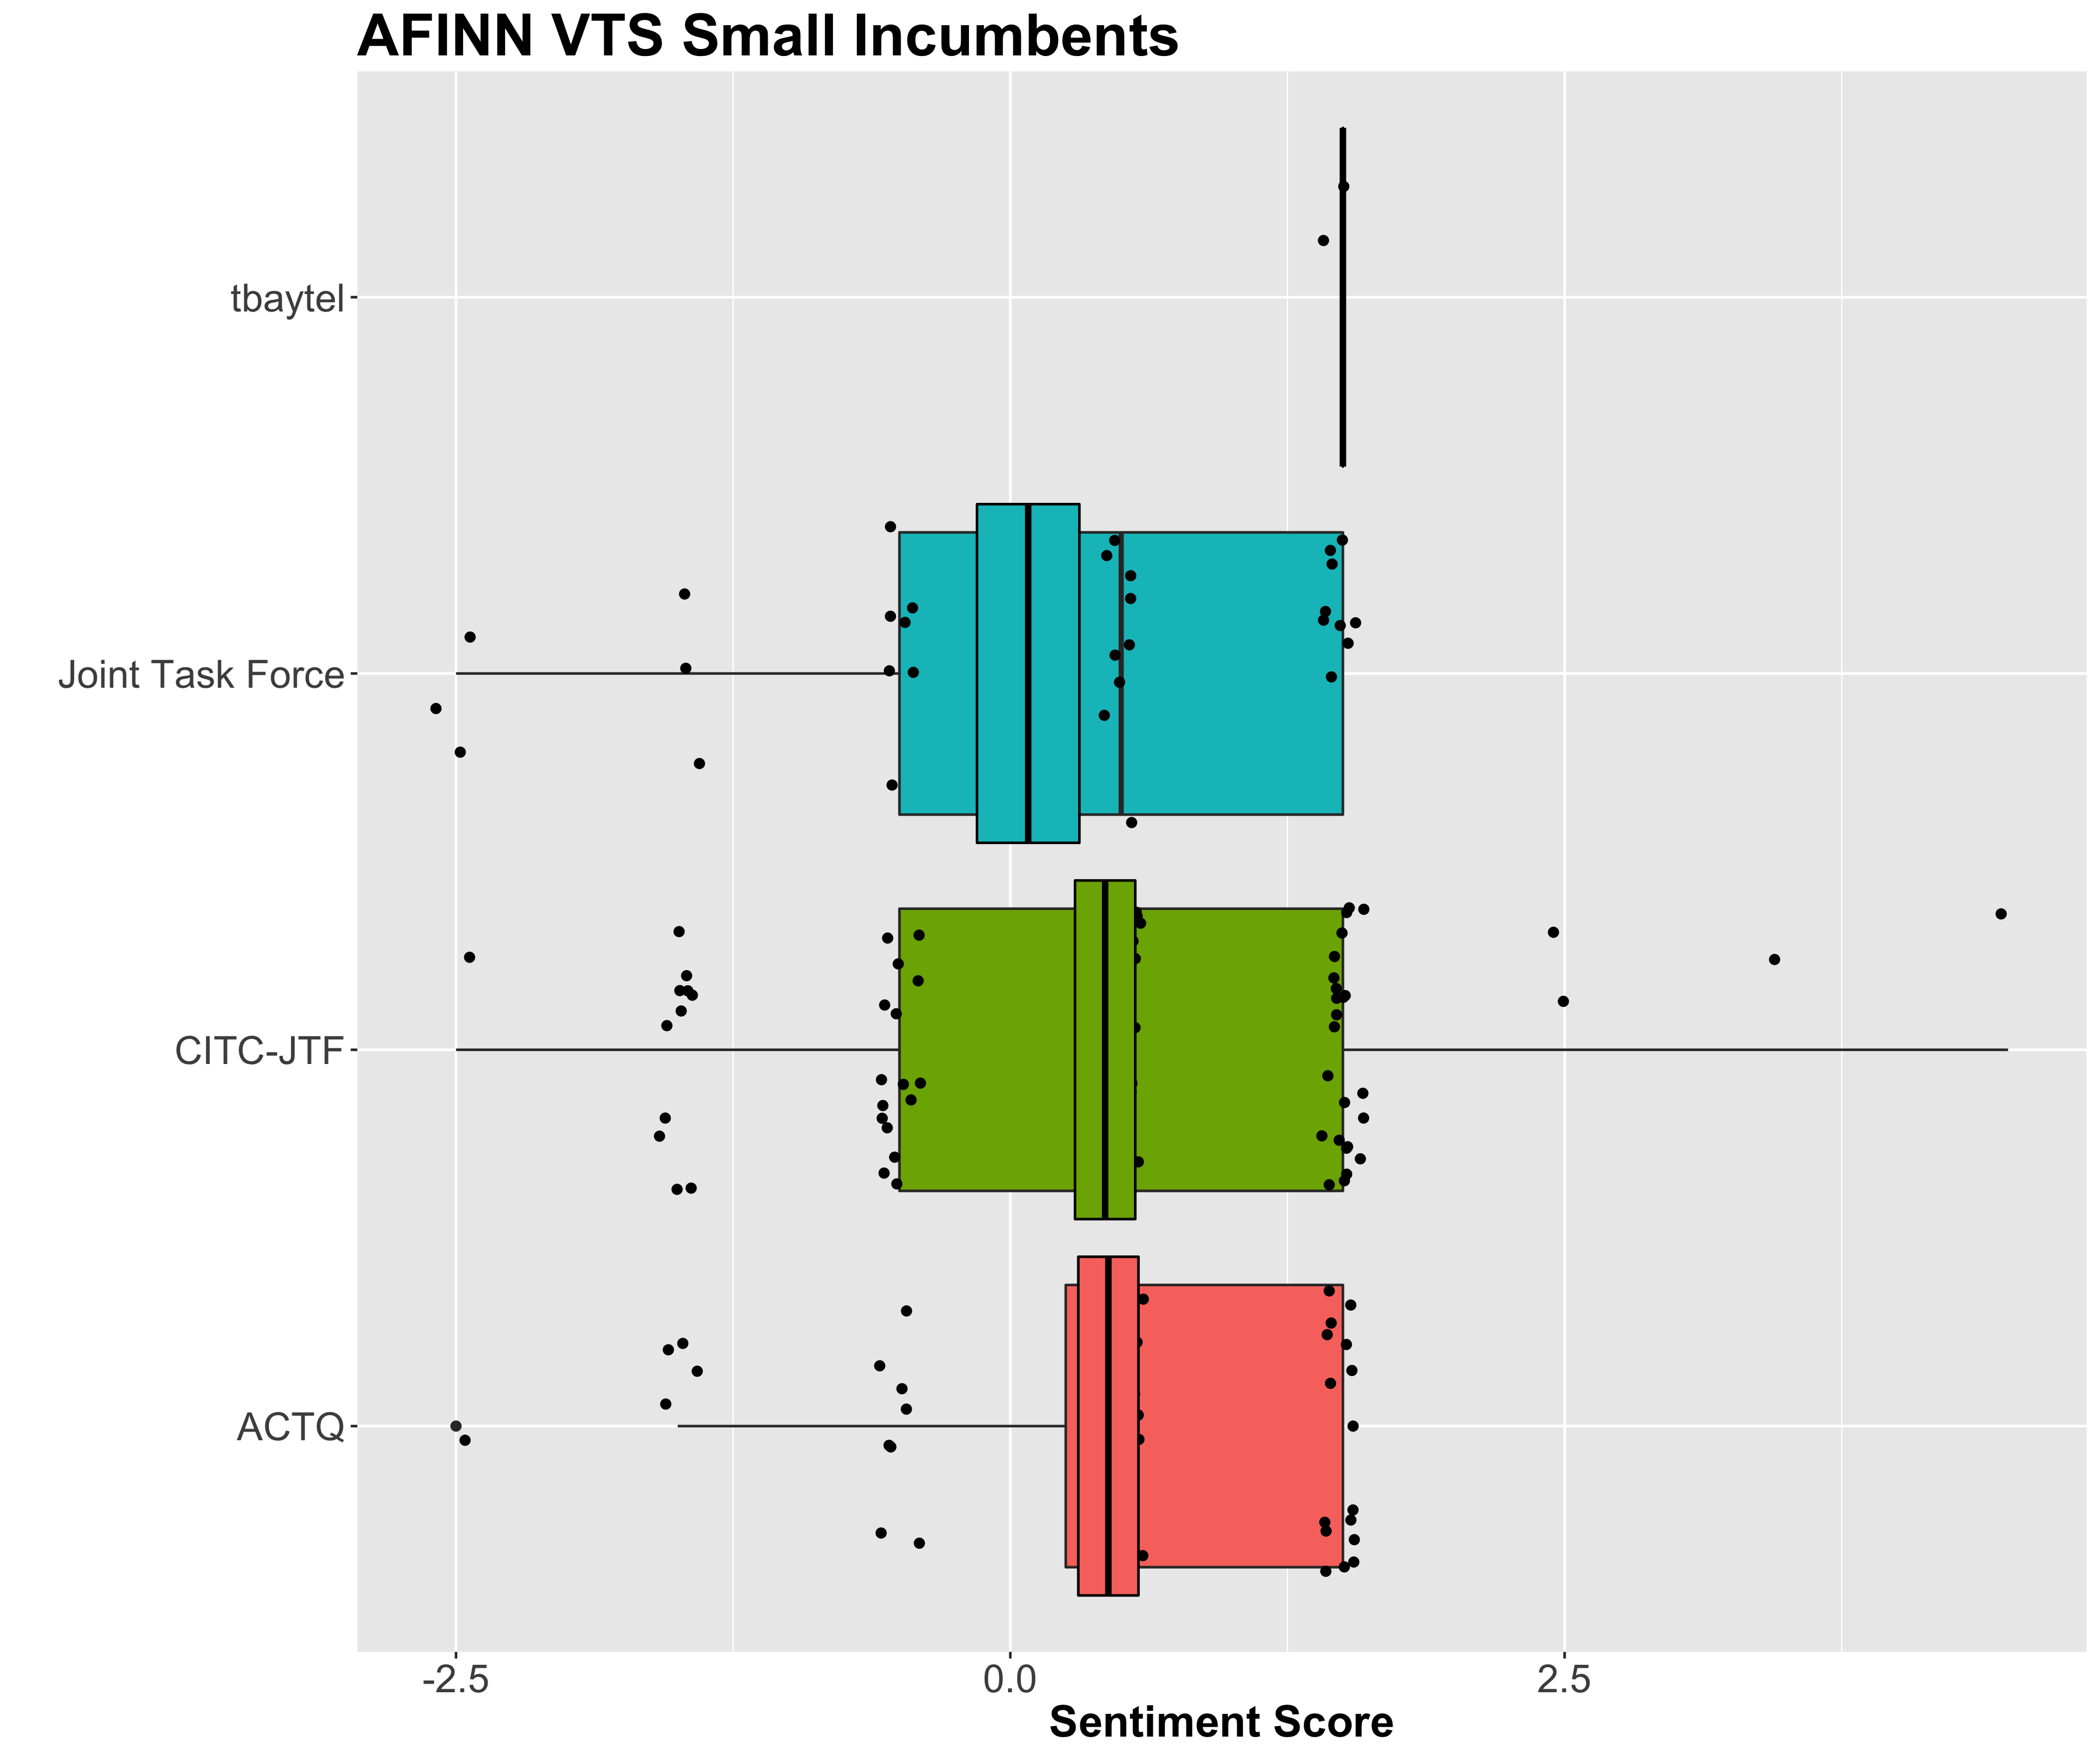 AFINN VTS Small Incumbents
tbaytel
Joint Task Force
CITC-JTF
ACTQ
-2.5 0.0 2.5
Sentiment Score